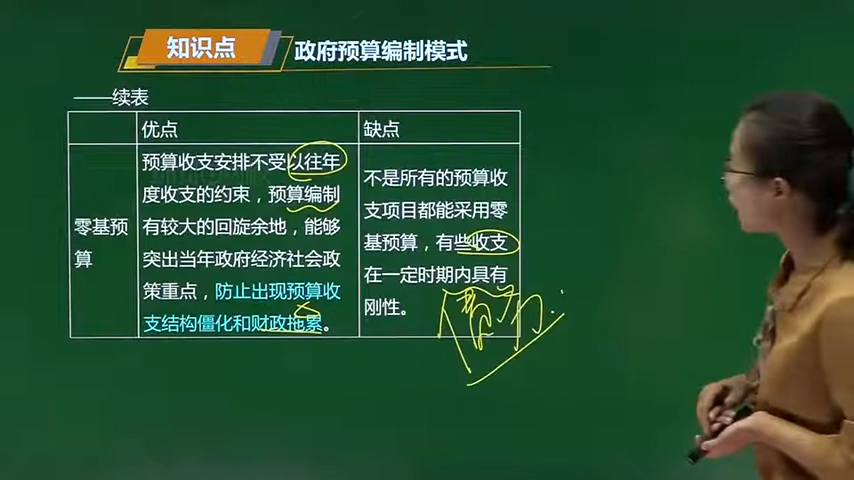 知识点
政府预算编制模式
——续表
优点
缺点
零基预
算
预算收支安排不受以往年
度收支的约束，预算编制
有较大的回旋余地，能够
突出当年政府经济社会政
策重点，防止出现预算收
支结构僵化和财政拖累。
不是所有的预算收
支项目都能采用零
基预算，有些收支
在一定时期内具有
刚性。